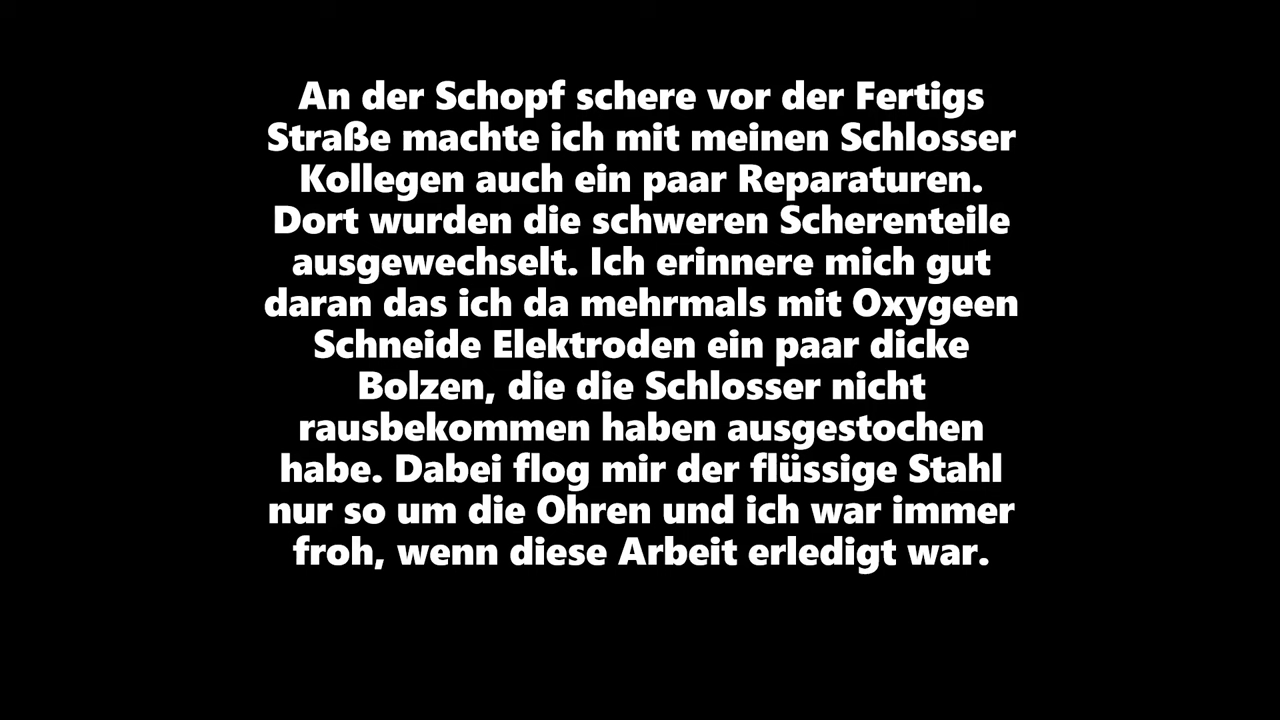 An der Schopf schere vor der Fertigs
Straße machte ich mit meinen Schlosser
Kollegen auch ein paar Reparaturen.
Dort wurden die schweren Scherenteile
ausgewechselt. Ich erinnere mich gut
daran das ich da mehrmals mit Oxygeen
Schneide Elektroden ein paar dicke
Bolzen, die die Schlosser nicht
rausbekommen haben ausgestochen
habe. Dabei flog mir der flüssige Stahl
nur so um die Ohren und ich war immer
froh, wenn diese Arbeit erledigt war.